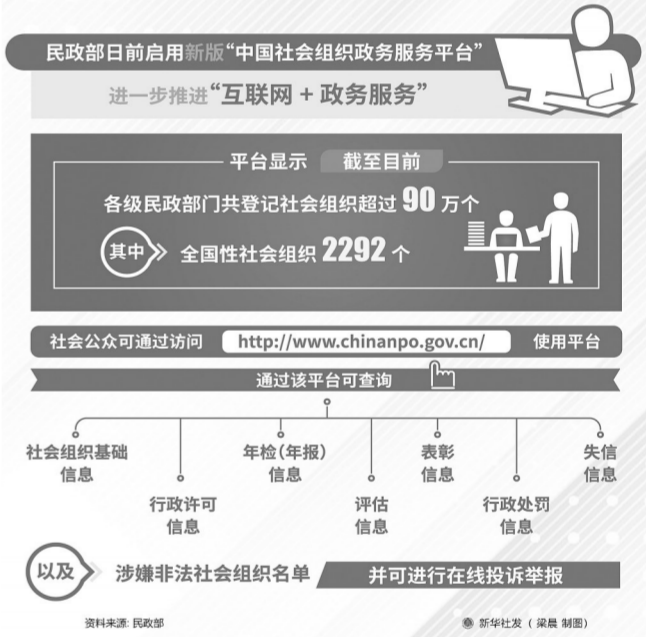 民政部日前启用新版“中国社会组织政务服务平台”
进一步推进“互联网 + 政务服务”
平台显示 截至目前
各级民政部门共登记社会组织超过 90 万个
其中 全国性社会组织 2292 个
社会公众可通过访问 http://www.chinanpo.gov.cn/ 使用平台
通过该平台可查询
社会组织基础
信息
行政许可
信息
年检(年报)
信息
评估
信息
表彰
信息
行政处罚
信息
失信
信息
以及 涉嫌非法社会组织名单 并可进行在线投诉举报
资料来源: 民政部 新华社发 ( 梁晨 制图)